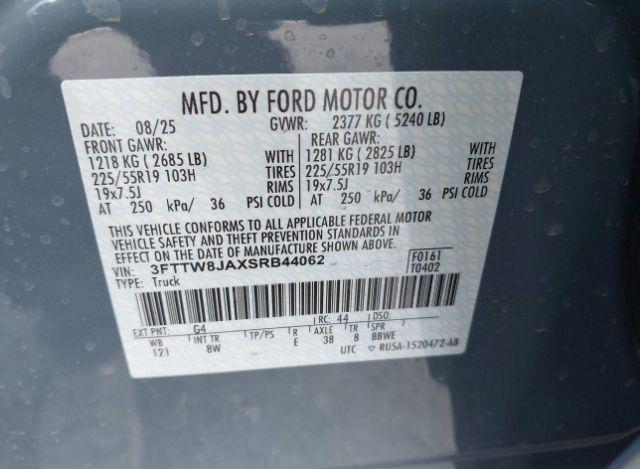 MFD. BY FORD MOTOR CO.
DATE: 08/25 GVWR: 2377 KG ( 5240 LB)
FRONT GAWR: REAR GAWR:
1218 KG ( 2685 LB) WITH 1281 KG ( 2825 LB) WITH
225/55R19 103H TIRES 225/55R19 103H TIRES
19x7.5J RIMS 19x7.5J RIMS
AT 250 kPa/ 36 PSI COLD AT 250 kPa/ 36 PSI COLD
THIS VEHICLE CONFORMS TO ALL APPLICABLE FEDERAL MOTOR
VEHICLE SAFETY AND THEFT PREVENTION STANDARDS IN
EFFECT ON THE DATE OF MANUFACTURE SHOWN ABOVE.
VIN: 3FTTW8JAXSRB44062 F0161
TYPE: Truck T0402
EXT PNT: G4 RC: 44 DSO:
WB INT TR TP/PS R AXLE TR SPR
121 8W E 38 8 BBWE
UTC ▽ RU5A-1520472-AB